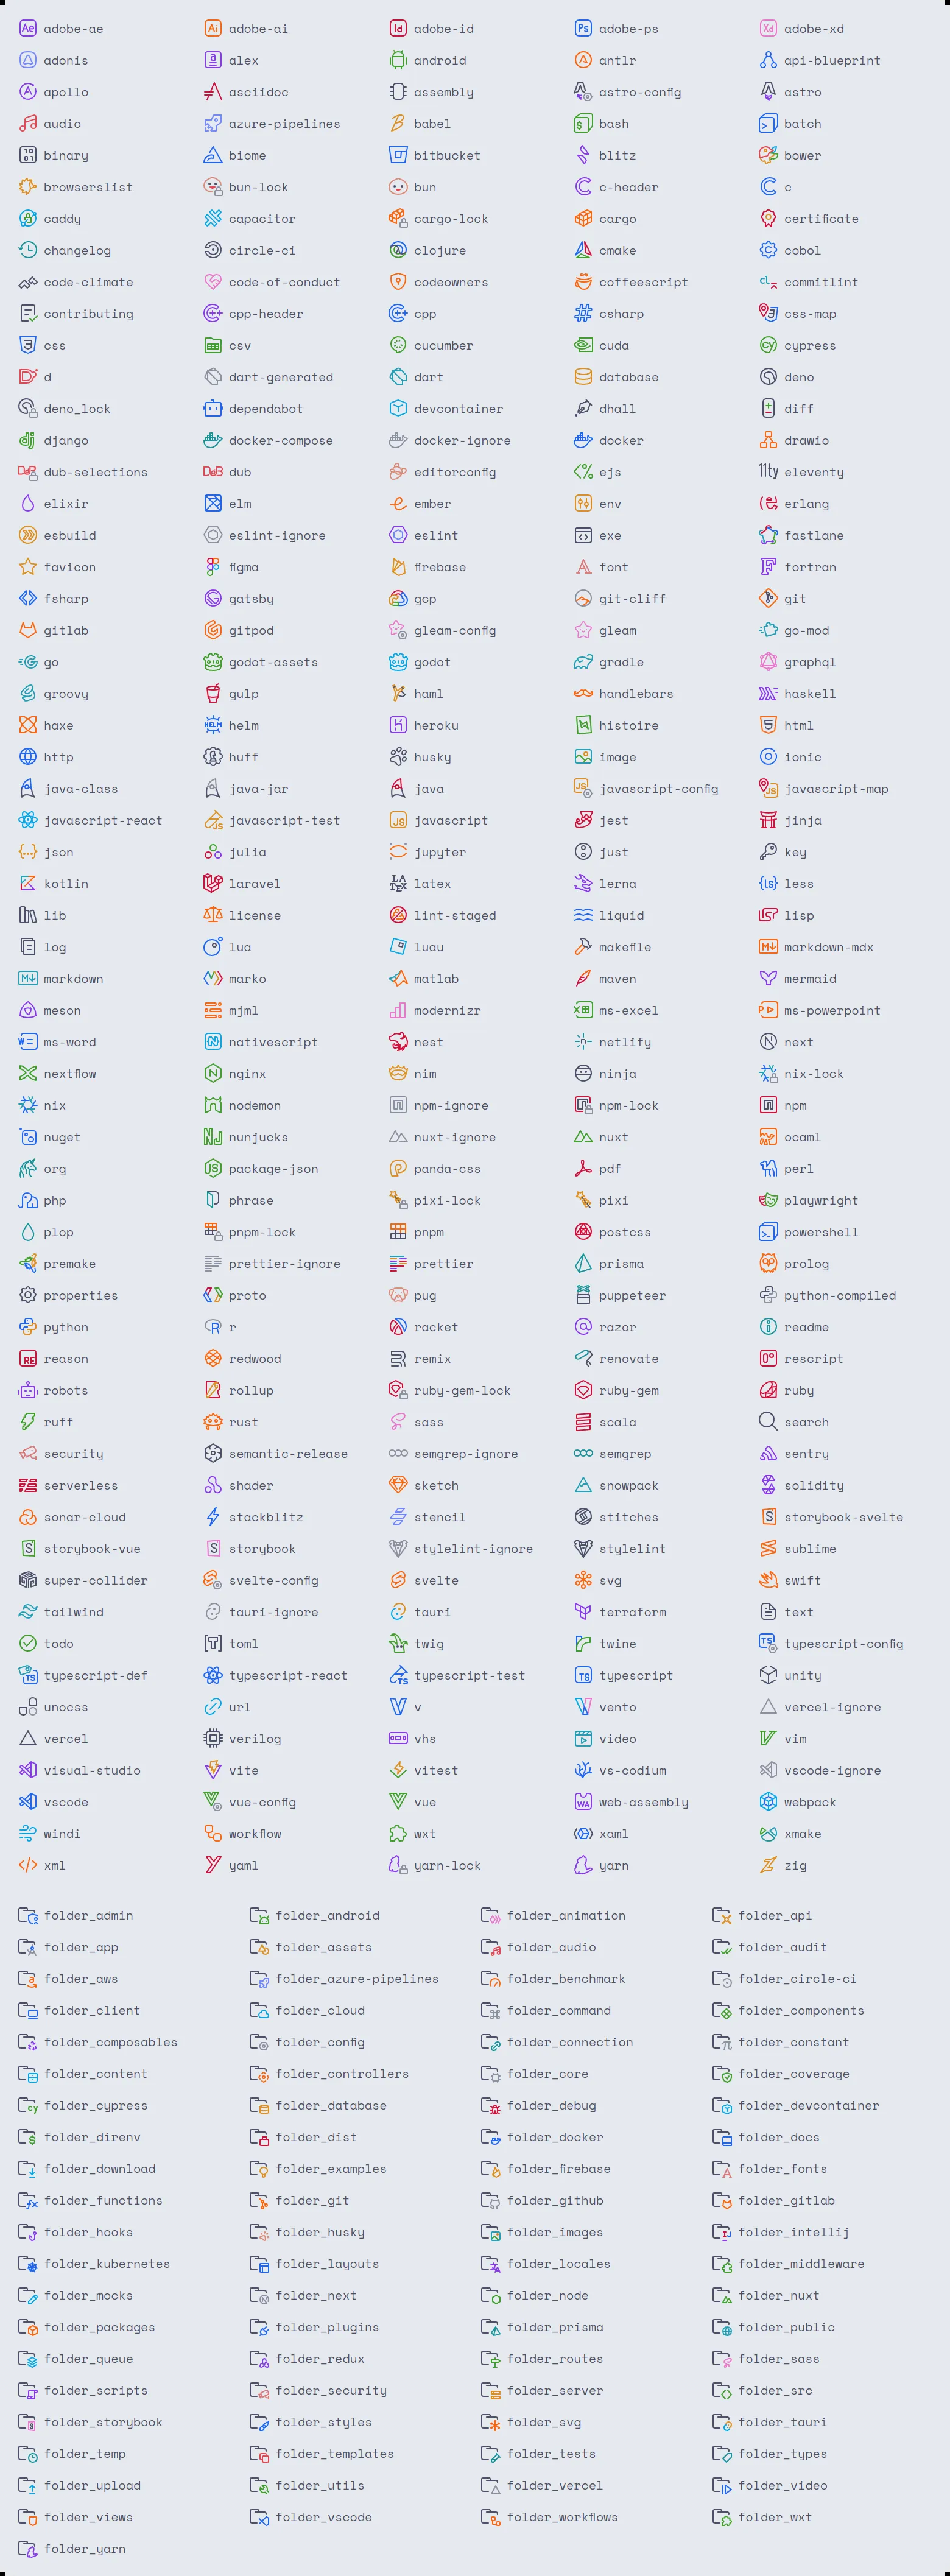 adobe-ae adobe-ai adobe-id adobe-ps adobe-xd
adonis alex android antlr api-blueprint
apollo asciidoc assembly astro-config astro
audio azure-pipelines babel bash batch
binary biome bitbucket blitz bower
browserslist bun-lock bun c-header c
caddy capacitor cargo-lock cargo certificate
changelog circle-ci clojure cmake cobol
code-climate code-of-conduct codeowners coffeescript commitlint
contributing cpp-header cpp csharp css-map
css csv cucumber cuda cypress
d dart-generated dart database deno
deno_lock dependabot devcontainer dhall diff
django docker-compose docker-ignore docker drawio
dub-selections dub editorconfig ejs eleventy
elixir elm ember env erlang
esbuild eslint-ignore eslint exe fastlane
favicon figma firebase font fortran
fsharp gatsby gcp git-cliff git
gitlab gitpod gleam-config gleam go-mod
go godot-assets godot gradle graphql
groovy gulp haml handlebars haskell
haxe helm heroku histoire html
http huff husky image ionic
java-class java-jar java javascript-config javascript-map
javascript-react javascript-test javascript jest jinja
json julia jupyter just key
kotlin laravel latex lerna less
lib license lint-staged liquid lisp
log lua luau makefile markdown-mdx
markdown marko matlab maven mermaid
meson mjml modernizr ms-excel ms-powerpoint
ms-word nativescript nest netlify next
nextflow nginx nim ninja nix-lock
nix nodemon npm-ignore npm-lock npm
nuget nunjucks nuxt-ignore nuxt ocaml
org package-json panda-css pdf perl
php phrase pixi-lock pixi playwright
plop pnpm-lock pnpm postcss powershell
premake prettier-ignore prettier prisma prolog
properties proto pug puppeteer python-compiled
python r racket razor readme
reason redwood remix renovate rescript
robots rollup ruby-gem-lock ruby-gem ruby
ruff rust sass scala search
security semantic-release semgrep-ignore semgrep sentry
serverless shader sketch snowpack solidity
sonar-cloud stackblitz stencil stitches storybook-svelte
storybook-vue storybook stylelint-ignore stylelint sublime
super-collider svelte-config svelte svg swift
tailwind tauri-ignore tauri terraform text
todo toml twig twine typescript-config
typescript-def typescript-react typescript-test typescript unity
unocss url v vento vercel-ignore
vercel verilog vhs video vim
visual-studio vite vitest vs-codium vscode-ignore
vscode vue-config vue web-assembly webpack
windi workflow wxt xaml xmake
xml yaml yarn-lock yarn zig
folder_admin folder_android folder_animation folder_api
folder_app folder_assets folder_audio folder_audit
folder_aws folder_azure-pipelines folder_benchmark folder_circle-ci
folder_client folder_cloud folder_command folder_components
folder_composables folder_config folder_connection folder_constant
folder_content folder_controllers folder_core folder_coverage
folder_cypress folder_database folder_debug folder_devcontainer
folder_direnv folder_dist folder_docker folder_docs
folder_download folder_examples folder_firebase folder_fonts
folder_functions folder_git folder_github folder_gitlab
folder_hooks folder_husky folder_images folder_intellij
folder_kubernetes folder_layouts folder_locales folder_middleware
folder_mocks folder_next folder_node folder_nuxt
folder_packages folder_plugins folder_prisma folder_public
folder_queue folder_redux folder_routes folder_sass
folder_scripts folder_security folder_server folder_src
folder_storybook folder_styles folder_svg folder_tauri
folder_temp folder_templates folder_tests folder_types
folder_upload folder_utils folder_vercel folder_video
folder_views folder_vscode folder_workflows folder_wxt
folder_yarn